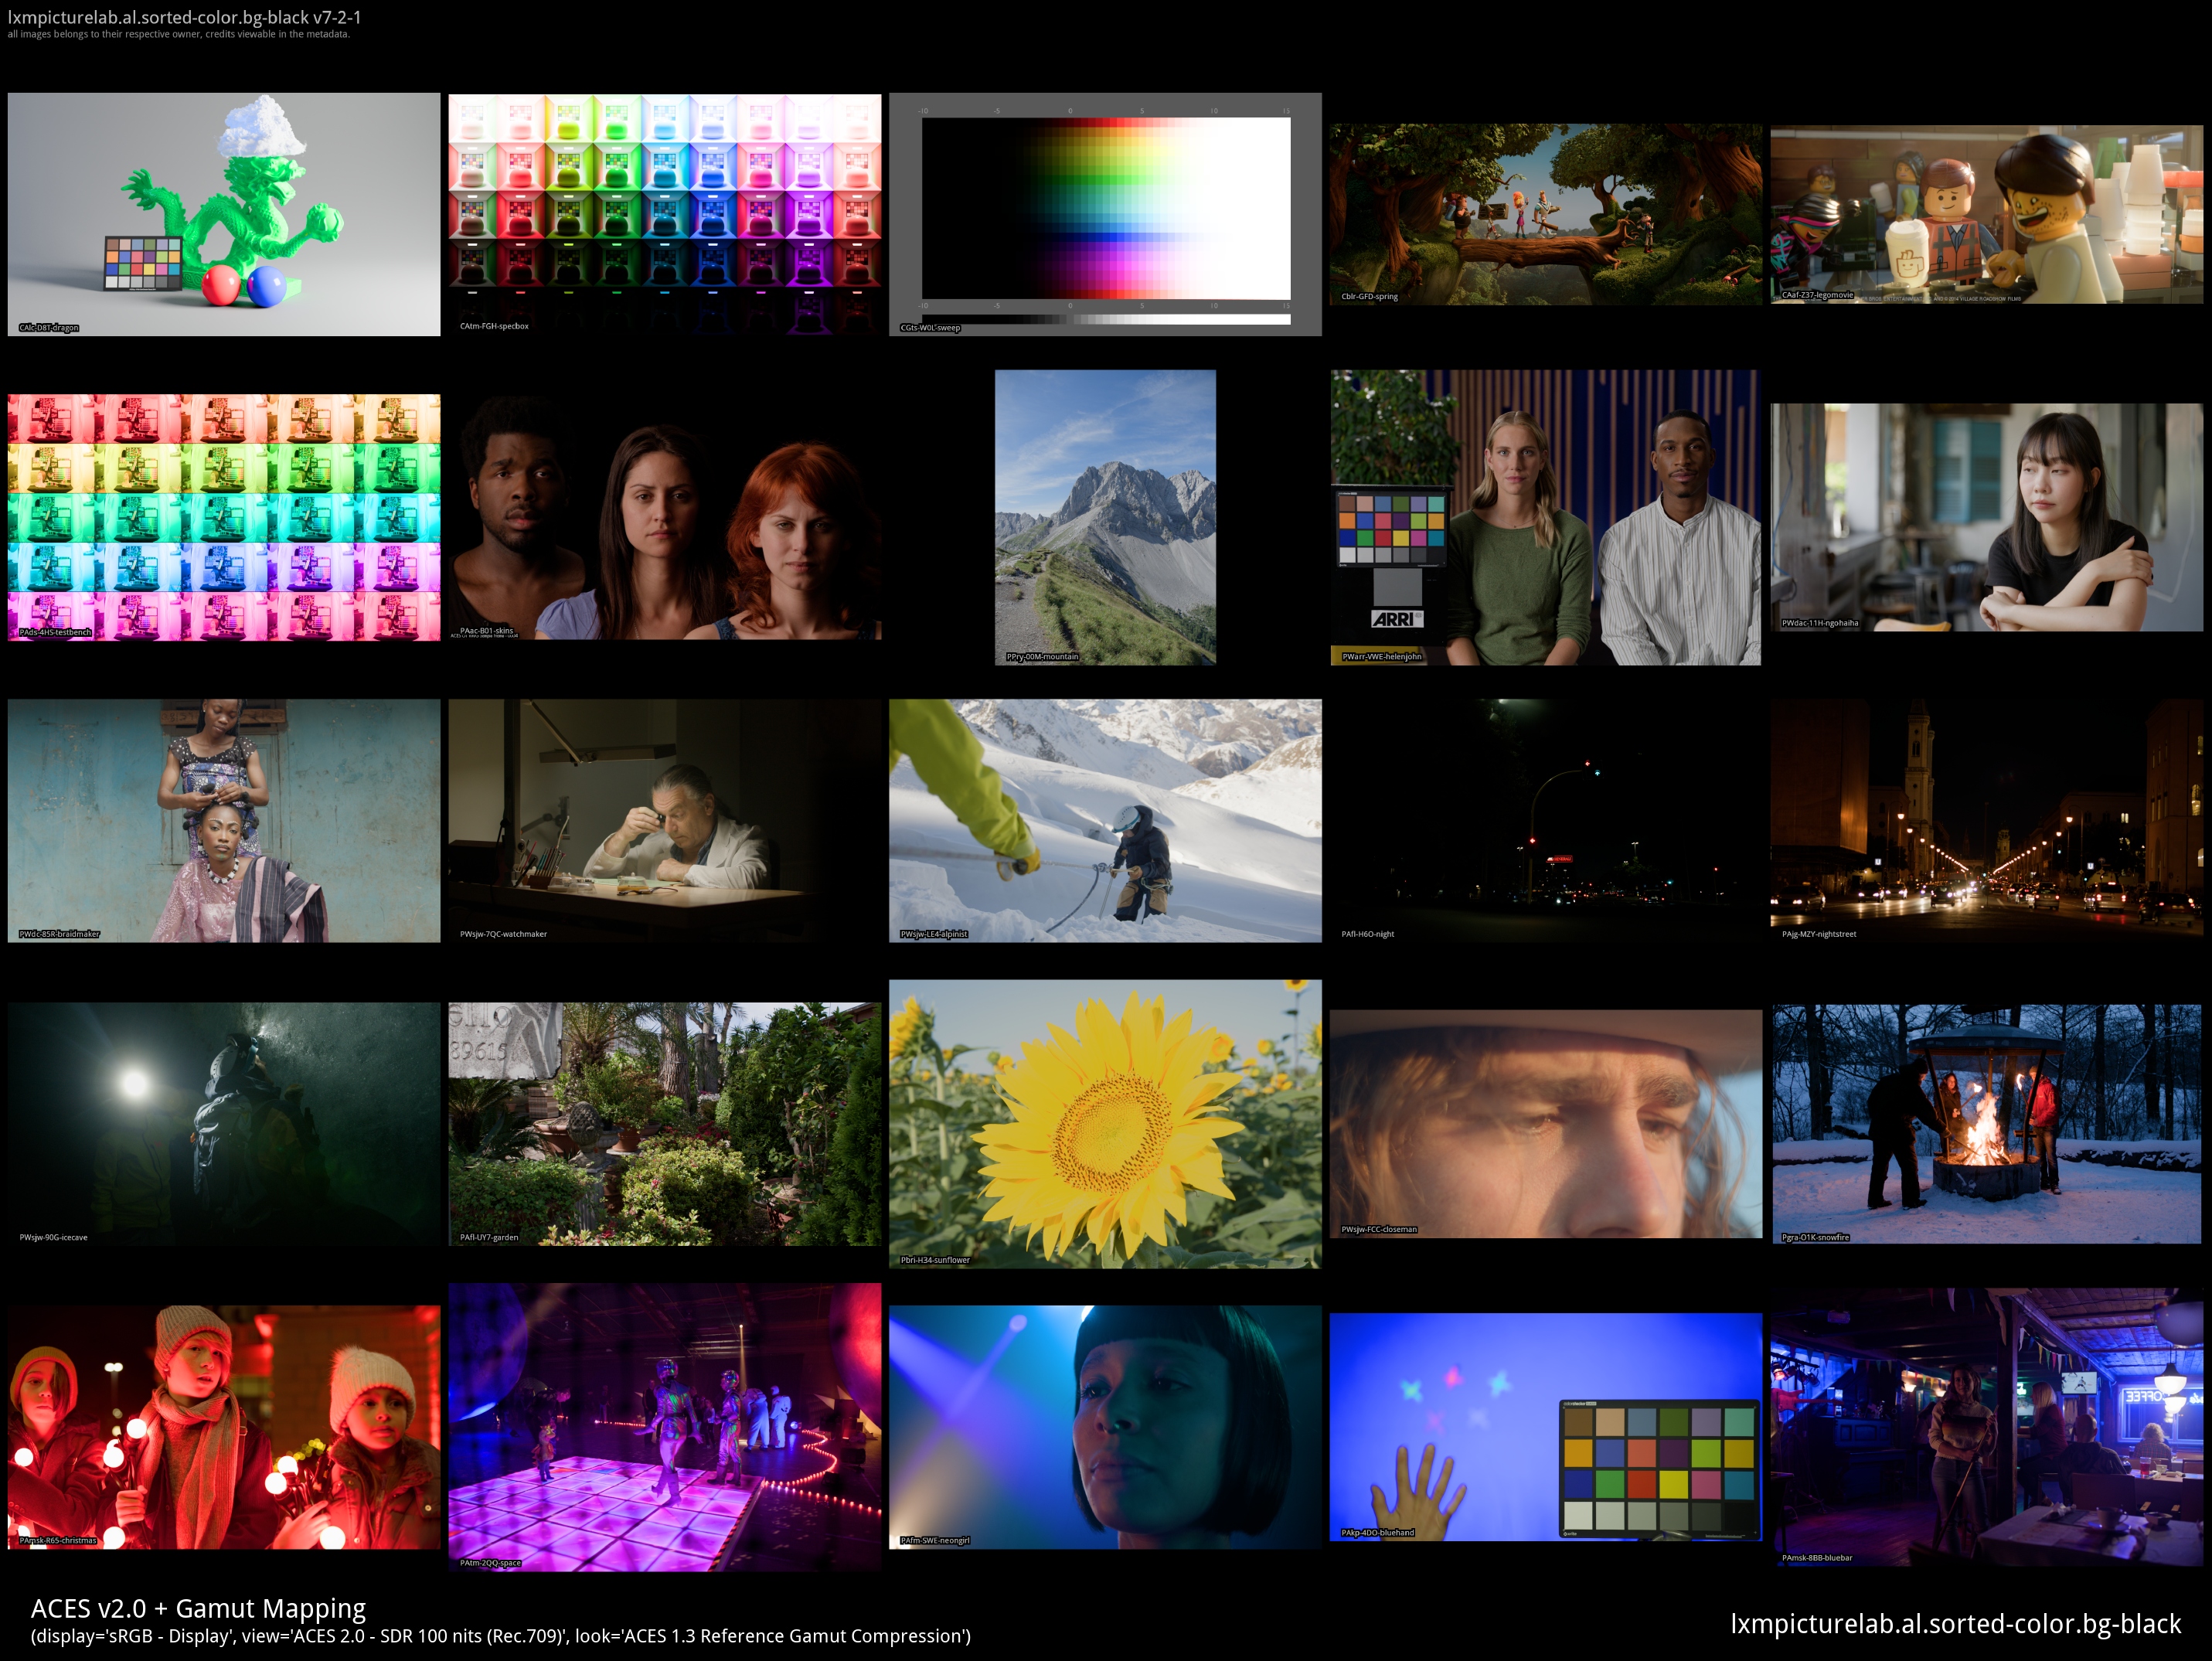 lxmpicturelab.al.sorted-color.bg-black v7-2-1
all images belongs to their respective owner, credits viewable in the metadata.
CAlc-D8T-dragon
CAtm-FGH-specbox
-10 -5 0 5 10 15
-10 -5 0 5 10 15
CGts-W0L-sweep
Cblr-GFD-spring
CAaf-Z37-legomovie
PAds-4HS-testbench
PAac-B01-skins
PPry-00M-mountain
ARRI
PWarr-VWE-helenjohn
PWdac-11H-ngohaiha
PWdc-85R-braidmaker
PWsjw-7QC-watchmaker
PWsjw-LE4-alpinist
PAfl-H6O-night
PAjg-MZY-nightstreet
PWsjw-90G-icecave
89615
PAfl-UY7-garden
Pbri-H34-sunflower
PWsjw-FCC-closeman
Pgra-O1K-snowfire
PAmsk-R65-christmas
PAtm-2QQ-space
PAfm-SWE-neongirl
PAkp-4DO-bluehand
PAmsk-8BB-bluebar
ACES v2.0 + Gamut Mapping
(display='sRGB - Display', view='ACES 2.0 - SDR 100 nits (Rec.709)', look='ACES 1.3 Reference Gamut Compression')
lxmpicturelab.al.sorted-color.bg-black